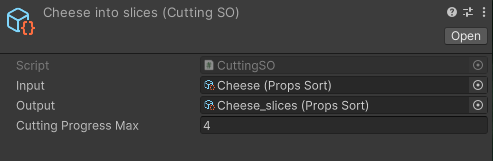 Cheese into slices (Cutting SO)
Open
Script CuttingSO
Input Cheese (Props Sort)
Output Cheese_slices (Props Sort)
Cutting Progress Max 4